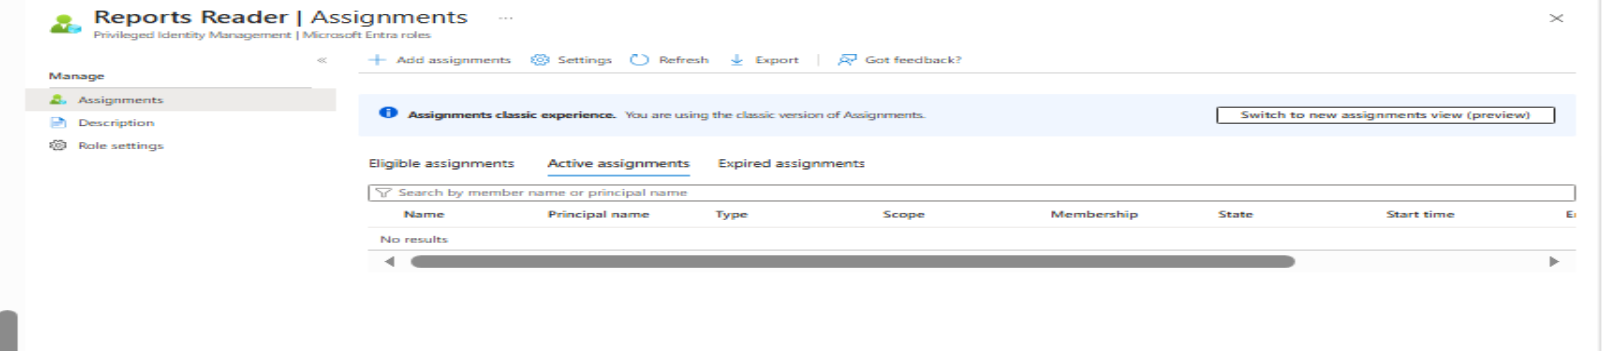 Reports Reader | Assignments ...
Privileged Identity Management | Microsoft Entra roles
«
Manage
Assignments
Description
Role settings
Add assignments Settings Refresh Export Got feedback?
Assignments classic experience. You are using the classic version of Assignments. Switch to new assignments view (preview)
Eligible assignments Active assignments Expired assignments
Search by member name or principal name
Name Principal name Type Scope Membership State Start time
No results